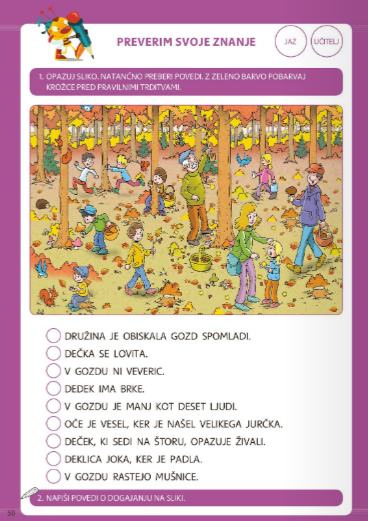 PREVERIM SVOJE ZNANJE
JAZ
UČITELJ
1. OPAZUJ SLIKO. NATANČNO PREBERI POVEDI. Z ZELENO BARVO POBARVAJ
KROŽCE PRED PRAVILNIMI TRDITVAMI.
DRUŽINA JE OBISKALA GOZD SPOMLADI.
DEČKA SE LOVITA.
V GOZDU NI VEVERIC.
DEDEK IMA BRKE.
V GOZDU JE MANJ KOT DESET LJUDI.
OČE JE VESEL, KER JE NAŠEL VELIKEGA JURČKA.
DEČEK, KI SEDI NA ŠTORU, OPAZUJE ŽIVALI.
DEKLICA JOKA, KER JE PADLA.
V GOZDU RASTEJO MUŠNICE.
2. NAPIŠI POVEDI O DOGAJANJU NA SLIKI.
56